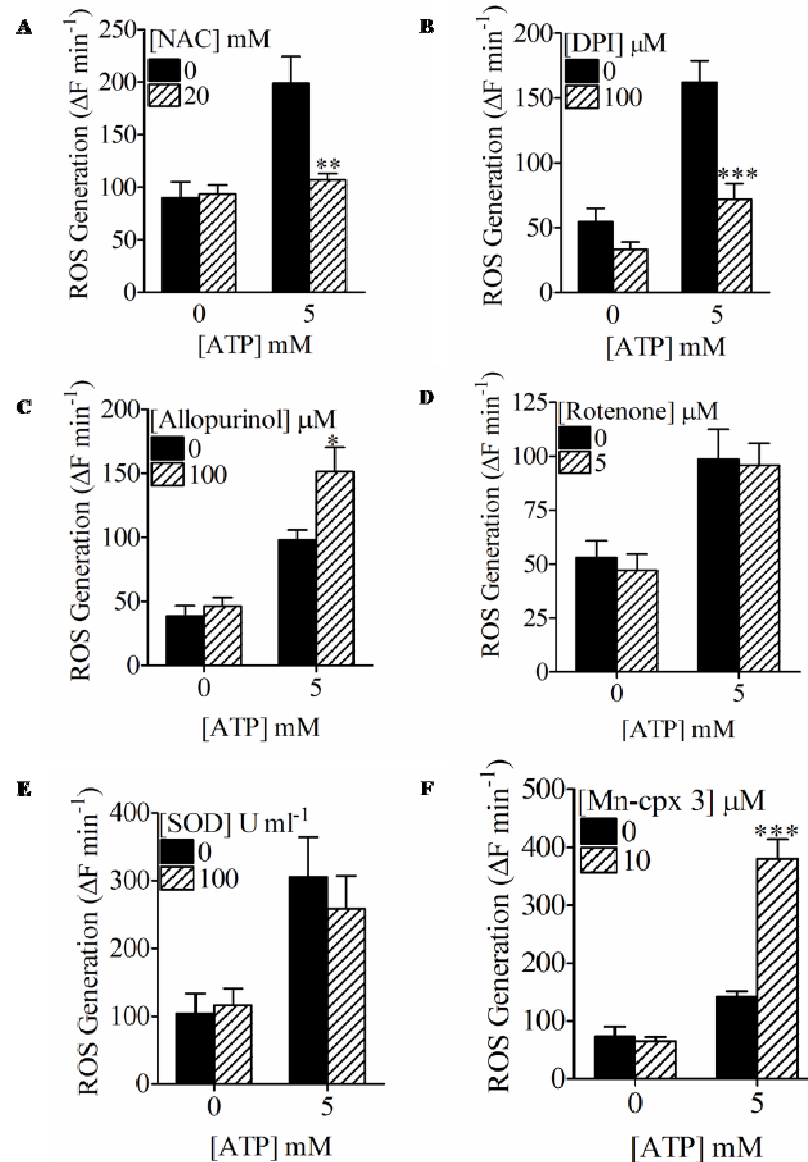 A
[NAC] mM
0
20
ROS Generation (ΔF min⁻¹)
250
200
150
100
50
0
**
0
5
[ATP] mM
B
[DPI] μM
0
100
ROS Generation (ΔF min⁻¹)
200
150
100
50
0
***
0
5
[ATP] mM
C
[Allopurinol] μM
0
100
ROS Generation (ΔF min⁻¹)
200
150
100
50
0
*
0
5
[ATP] mM
D
[Rotenone] μM
0
5
ROS Generation (ΔF min⁻¹)
125
100
75
50
25
0
0
5
[ATP] mM
E
[SOD] U ml⁻¹
0
100
ROS Generation (ΔF min⁻¹)
400
300
200
100
0
0
5
[ATP] mM
F
[Mn-cpx 3] μM
0
10
ROS Generation (ΔF min⁻¹)
500
400
300
200
100
0
***
0
5
[ATP] mM